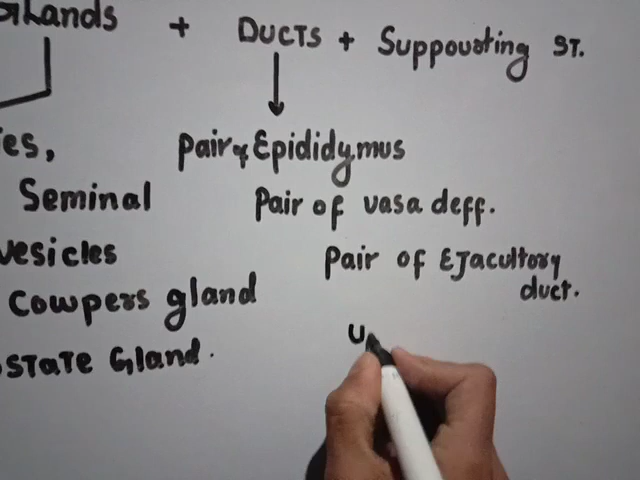 Glands + Ducts + Suppovating St.
es, Pair of Epididymus
Seminal Pair of vasa deff.
vesicles Pair of Ejacultory
Cowpers gland duct.
state Gland. U